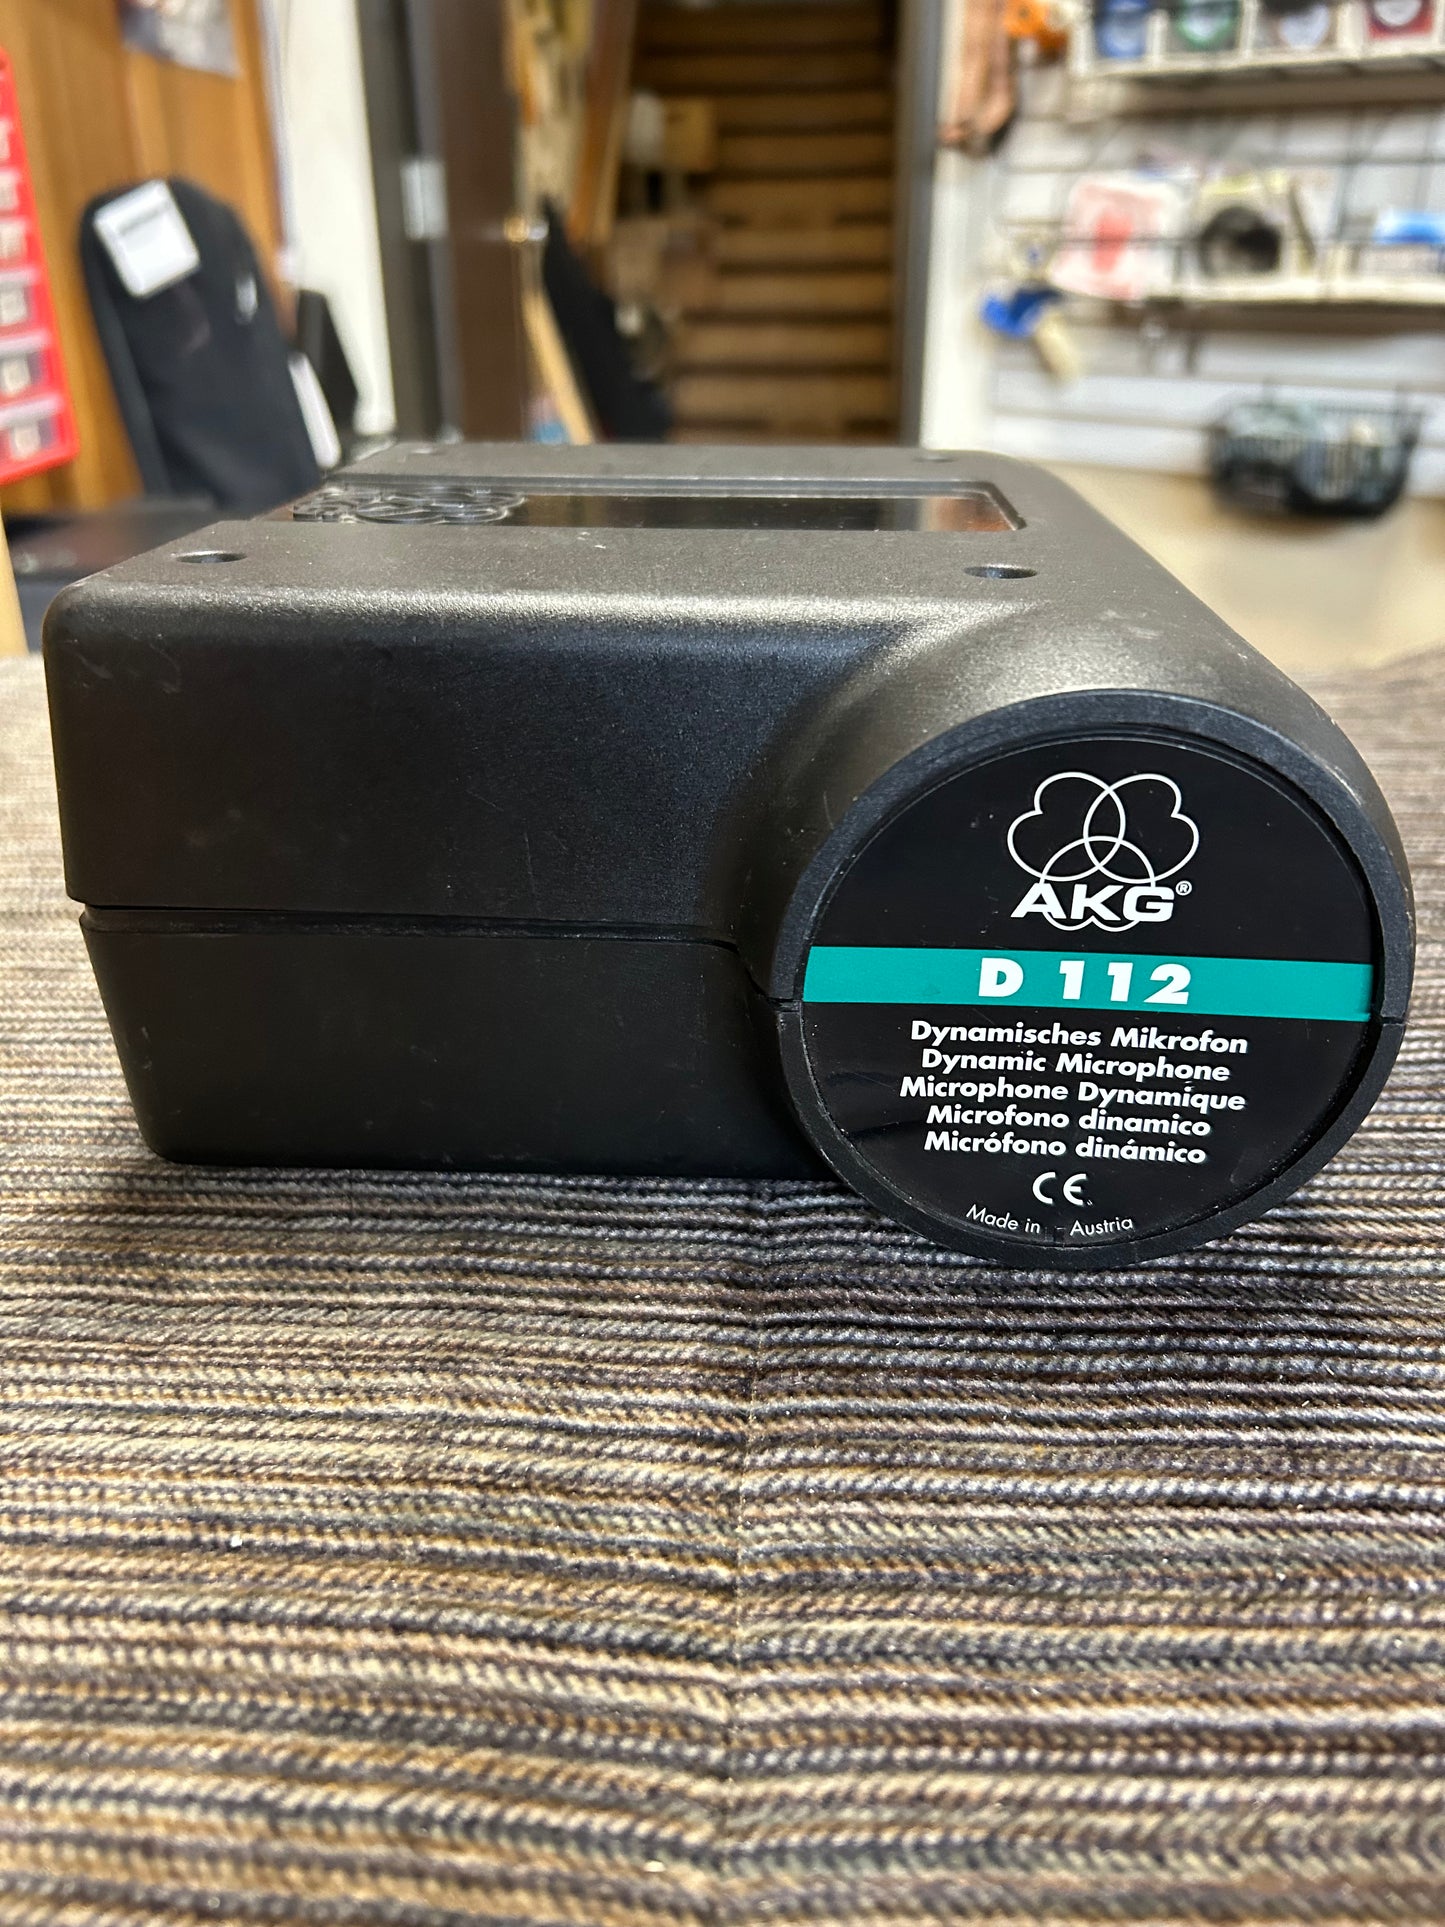 AKG®
D 112
Dynamisches Mikrofon
Dynamic Microphone
Microphone Dynamique
Microfono dinamico
Micrófono dinámico
CE
Made in Austria